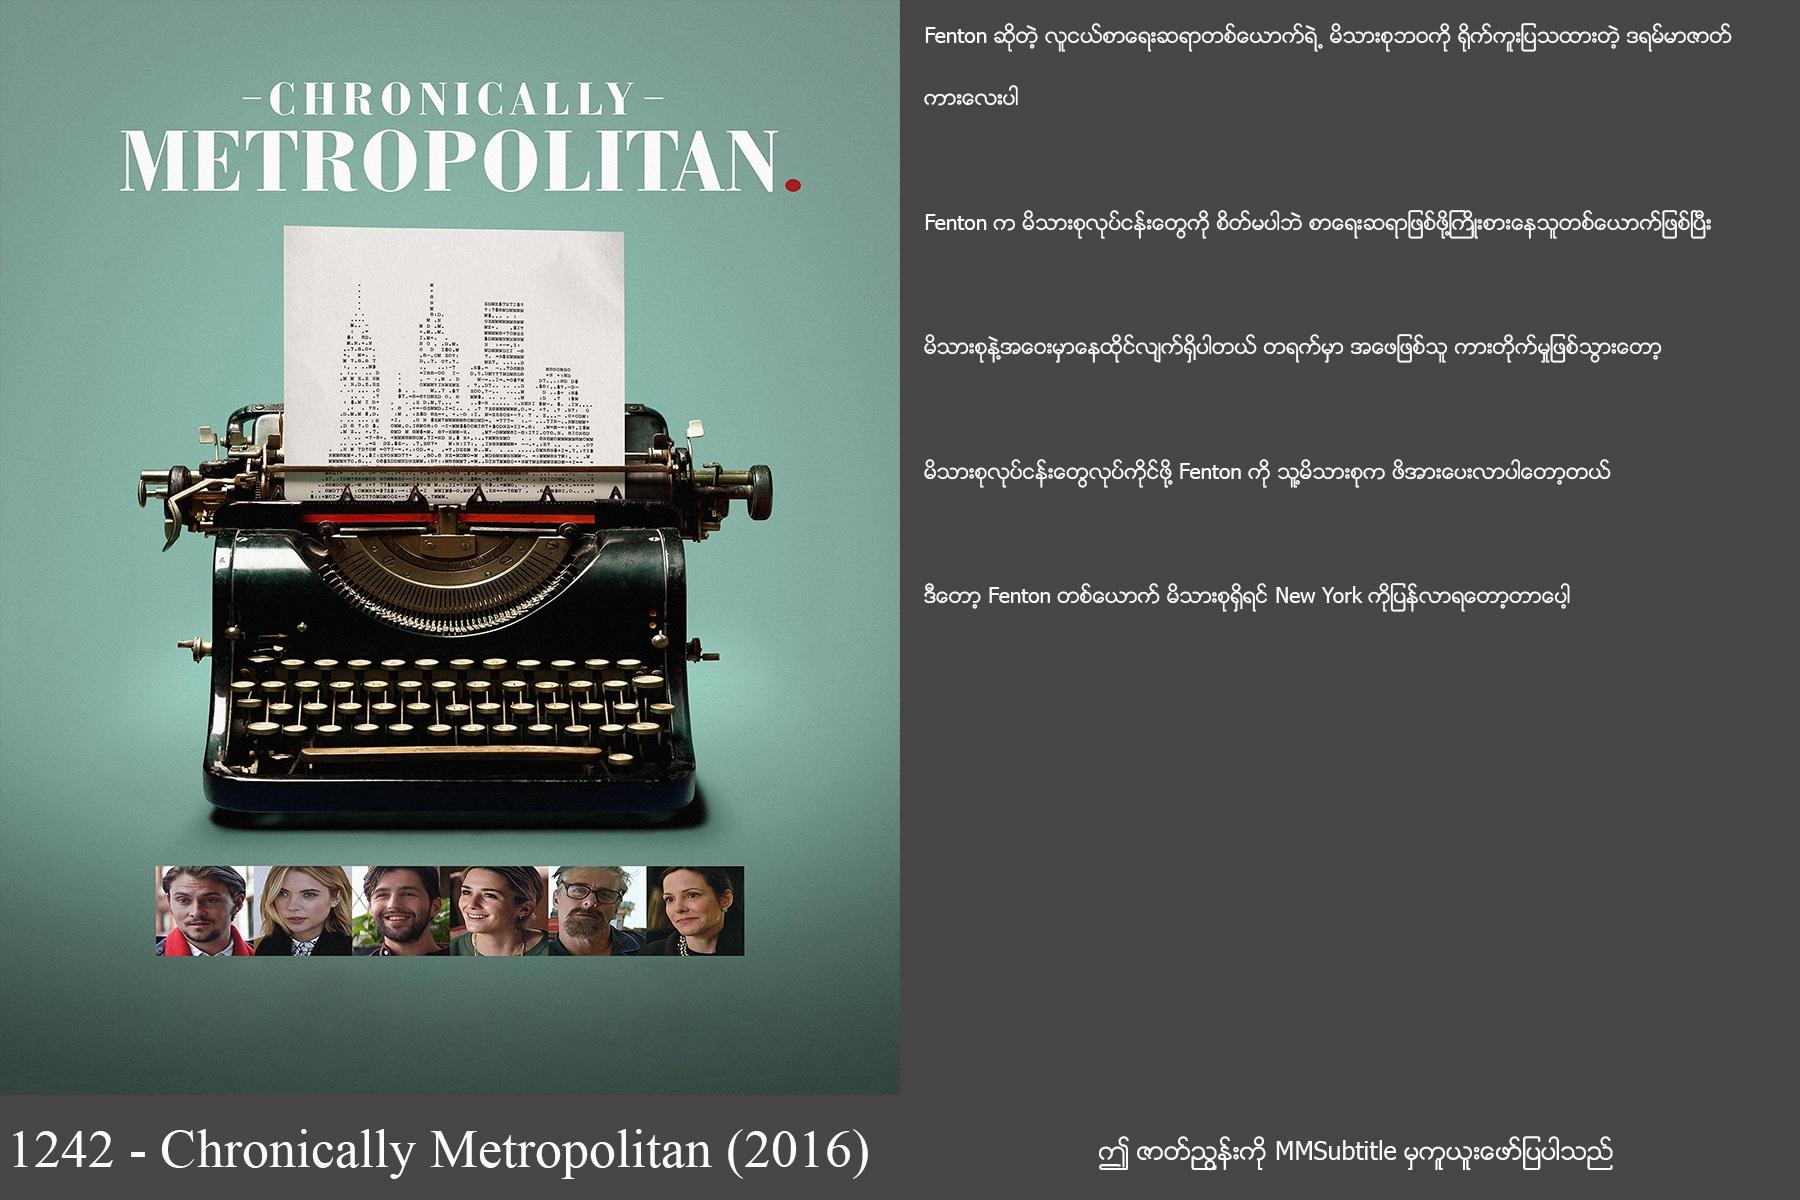 -CHRONICALLY-
METROPOLITAN.
Fenton ဆိုတဲ့ လူငယ်စာရေးဆရာတစ်ယောက်ရဲ့ မိသားစုဘဝကို ရိုက်ကူးပြသထားတဲ့ ဒရမ်မာဇာတ်
ကားလေးပါ
Fenton က မိသားစုလုပ်ငန်းတွေကို စိတ်မပါဘဲ စာရေးဆရာဖြစ်ဖို့ကြိုးစားနေသူတစ်ယောက်ဖြစ်ပြီး
မိသားစုနဲ့အဝေးမှာနေထိုင်လျက်ရှိပါတယ် တရက်မှာ အဖေဖြစ်သူ ကားတိုက်မှုဖြစ်သွားတော့
မိသားစုလုပ်ငန်းတွေလုပ်ကိုင်ဖို့ Fenton ကို သူ့မိသားစုက ဖိအားပေးလာပါတော့တယ်
ဒီတော့ Fenton တစ်ယောက် မိသားစုရှိရင် New York ကိုပြန်လာရတော့တာပေါ့
1242 - Chronically Metropolitan (2016)
ဤ ဇာတ်ညွှန်းကို MMSubtitle မှကူယူးဖော်ပြပါသည်